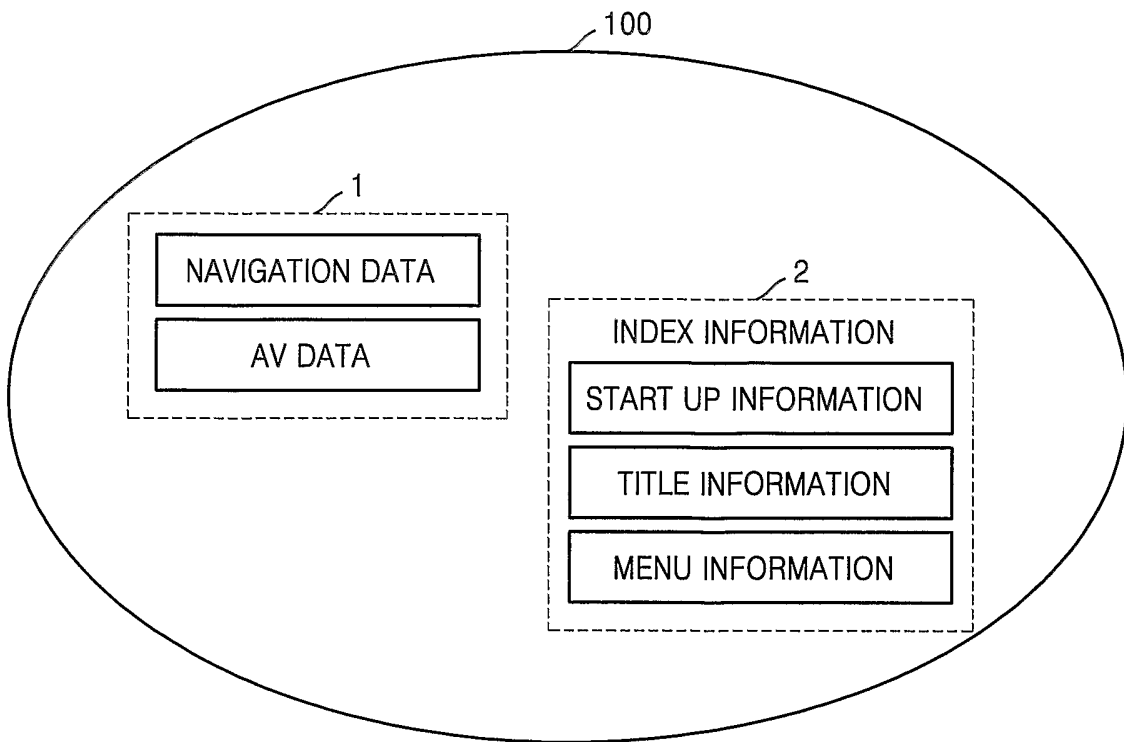 100
1
NAVIGATION DATA
AV DATA
2
INDEX INFORMATION
START UP INFORMATION
TITLE INFORMATION
MENU INFORMATION